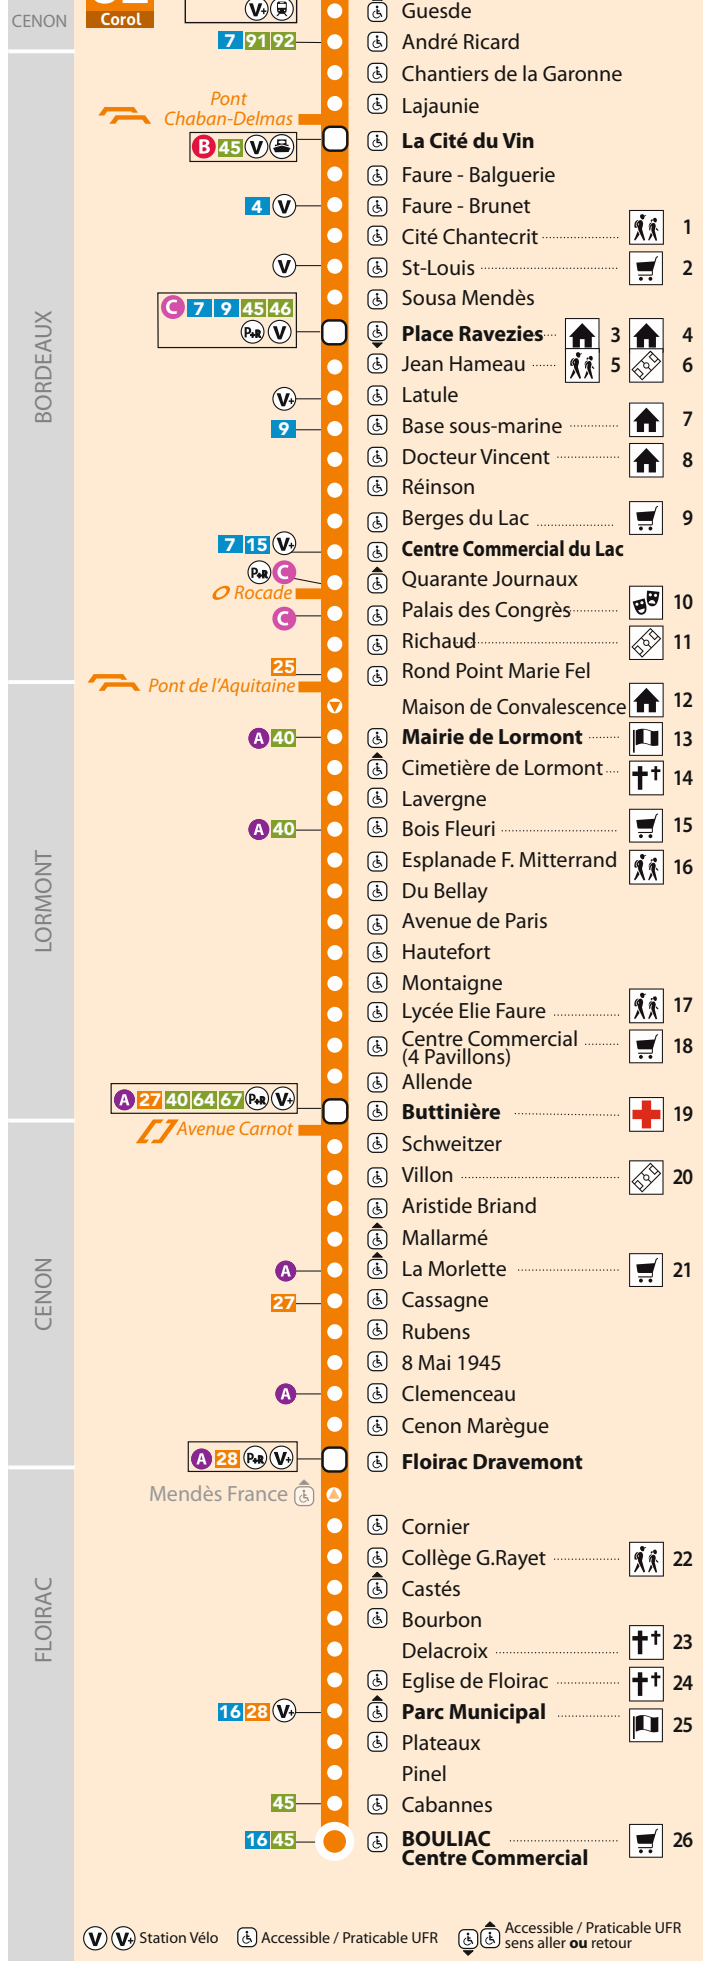 Guesde
CENON
Corol
V+
7 91 92
André Ricard
Chantiers de la Garonne
Pont
Chaban-Delmas
Lajaunie
B 45 V
La Cité du Vin
Faure - Balguerie
4 V
Faure - Brunet
Cité Chantecrit 1
V
St-Louis 2
Sousa Mendès
C 7 9 45 46
P+R V
Place Ravezies 3 4
BORDEAUX
Jean Hameau 5 6
V+
Latule
9
Base sous-marine 7
Docteur Vincent 8
Réinson
Berges du Lac 9
7 15 V+
Centre Commercial du Lac
P+R C
Quarante Journaux
Rocade
C
Palais des Congrès 10
Richaud 11
25
Rond Point Marie Fel
Pont de l'Aquitaine
Maison de Convalescence 12
A 40
Mairie de Lormont 13
Cimetière de Lormont 14
Lavergne
A 40
Bois Fleuri 15
Esplanade F. Mitterrand 16
LORMONT
Du Bellay
Avenue de Paris
Hautefort
Montaigne
Lycée Elie Faure 17
Centre Commercial
(4 Pavillons) 18
Allende
A 27 40 64 67 P+R V+
Buttinière 19
Avenue Carnot
Schweitzer
Villon 20
Aristide Briand
Mallarmé
A
La Morlette 21
CENON
27
Cassagne
Rubens
8 Mai 1945
A
Clemenceau
Cenon Marègue
A 28 P+R V+
Floirac Dravemont
Mendès France
Cornier
Collège G.Rayet 22
Castés
FLOIRAC
Bourbon
Delacroix 23
Eglise de Floirac 24
16 28 V+
Parc Municipal 25
Plateaux
Pinel
45
Cabannes
16 45
BOULIAC
Centre Commercial 26
V V+ Station Vélo
Accessible / Praticable UFR
Accessible / Praticable UFR
sens aller ou retour